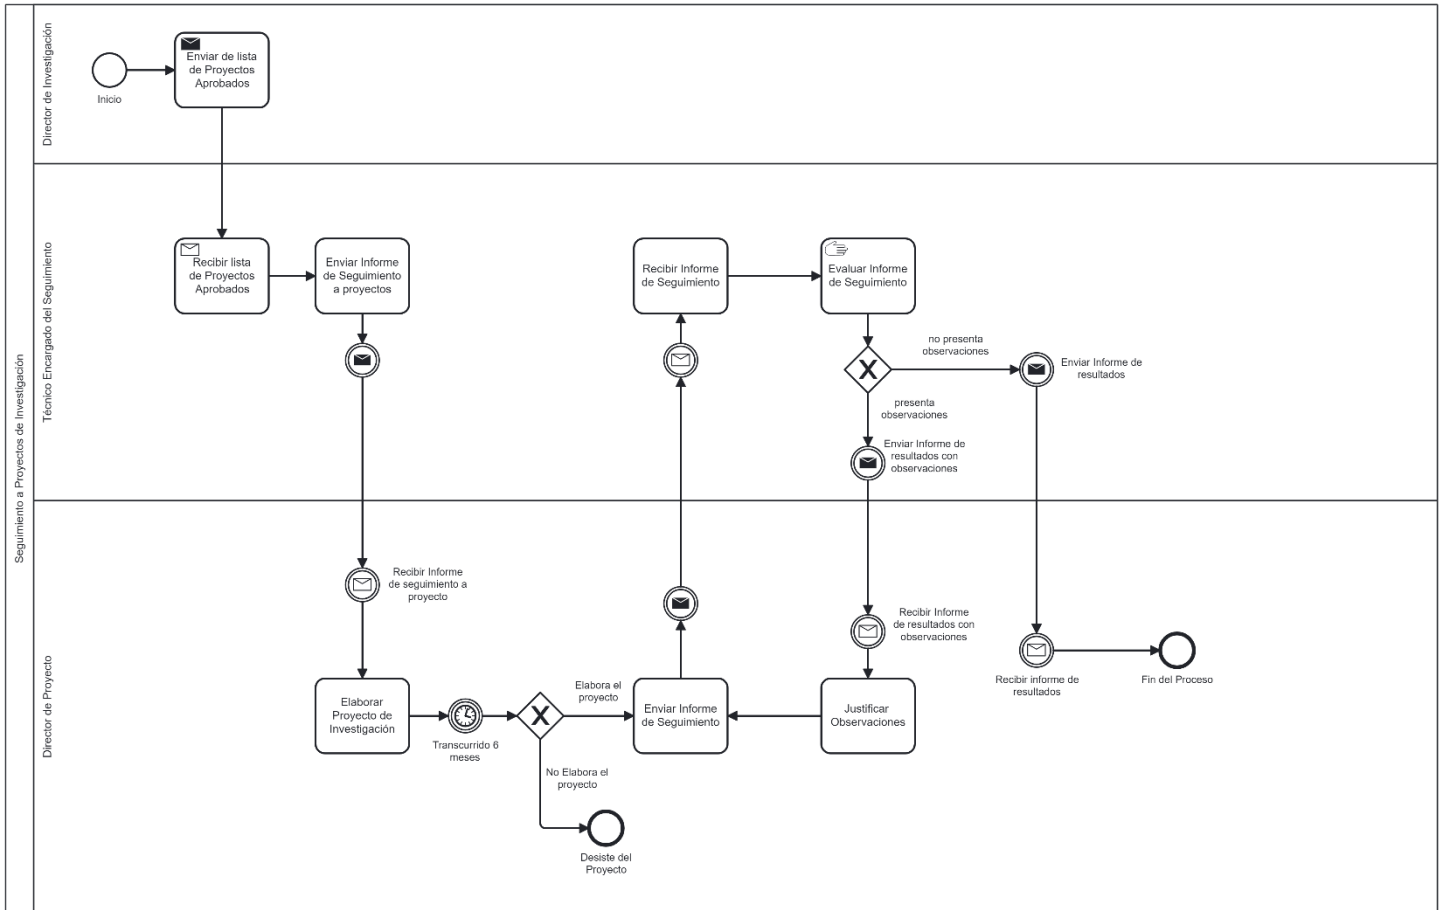 Seguimiento a Proyectos de Investigación
Director de Investigación
Inicio
Enviar de lista
de Proyectos
Aprobados
Técnico Encargado del Seguimiento
Recibir lista
de Proyectos
Aprobados
Enviar Informe
de Seguimiento
a proyectos
Recibir Informe
de Seguimiento
Evaluar Informe
de Seguimiento
no presenta
observaciones
Enviar Informe de
resultados
presenta
observaciones
Enviar Informe de
resultados con
observaciones
Director de Proyecto
Recibir Informe
de seguimiento a
proyecto
Recibir Informe
de resultados con
observaciones
Recibir informe de
resultados
Fin del Proceso
Elaborar
Proyecto de
Investigación
Transcurrido 6
meses
Elabora el
proyecto
Enviar Informe
de Seguimiento
Justificar
Observaciones
No Elabora el
proyecto
Desiste del
Proyecto